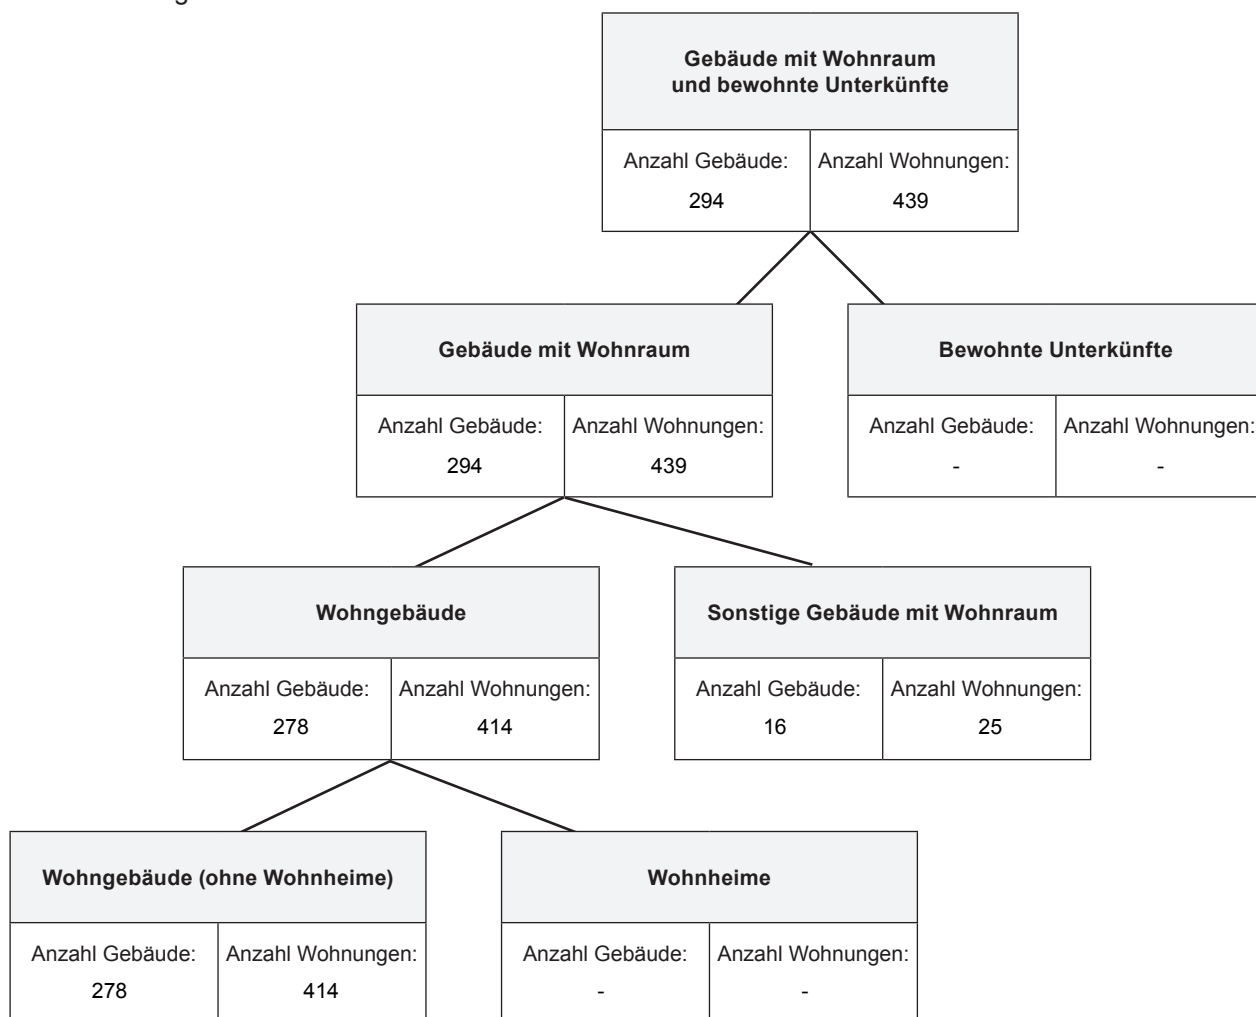 Gebäude mit Wohnraum
und bewohnte Unterkünfte
Anzahl Gebäude: Anzahl Wohnungen:
294 439
Gebäude mit Wohnraum Bewohnte Unterkünfte
Anzahl Gebäude: Anzahl Wohnungen: Anzahl Gebäude: Anzahl Wohnungen:
294 439 - -
Wohngebäude Sonstige Gebäude mit Wohnraum
Anzahl Gebäude: Anzahl Wohnungen: Anzahl Gebäude: Anzahl Wohnungen:
278 414 16 25
Wohngebäude (ohne Wohnheime) Wohnheime
Anzahl Gebäude: Anzahl Wohnungen: Anzahl Gebäude: Anzahl Wohnungen:
278 414 - -